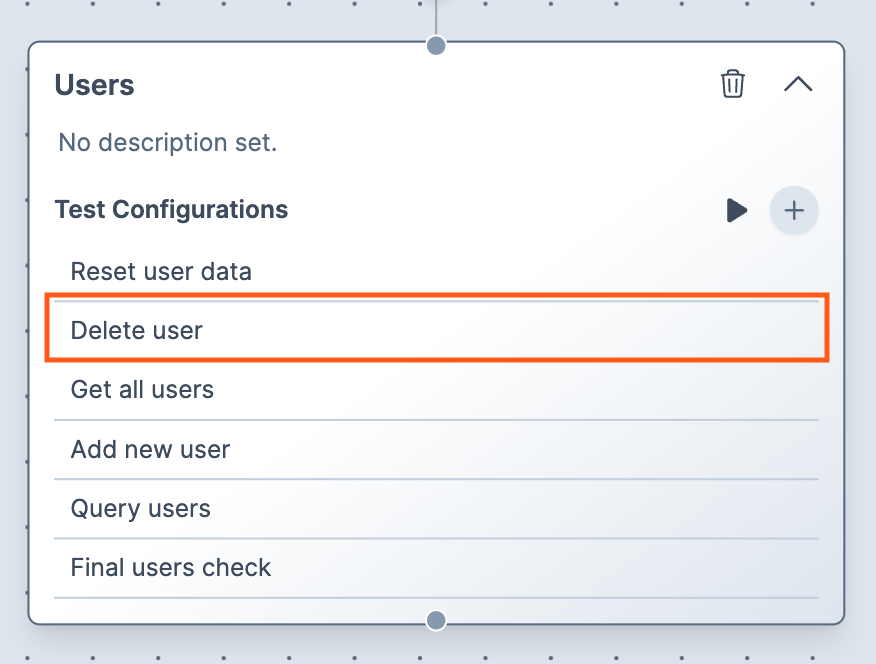 Users
No description set.
Test Configurations
Reset user data
Delete user
Get all users
Add new user
Query users
Final users check